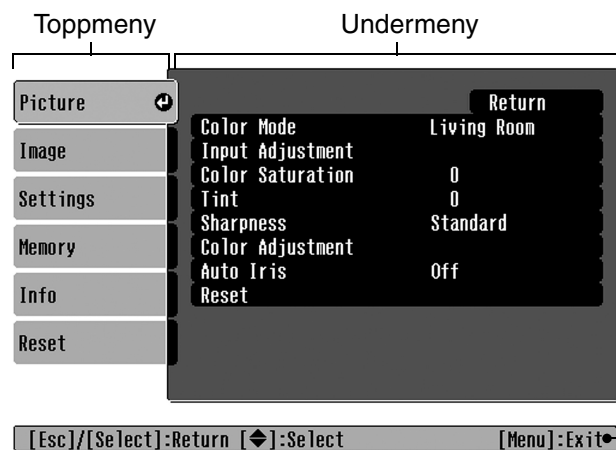 Toppmeny Undermeny
Picture
Image
Settings
Memory
Info
Reset
Return
Color Mode Living Room
Input Adjustment
Color Saturation 0
Tint 0
Sharpness Standard
Color Adjustment
Auto Iris Off
Reset
[Esc]/[Select]:Return [◆]:Select [Menu]:Exit